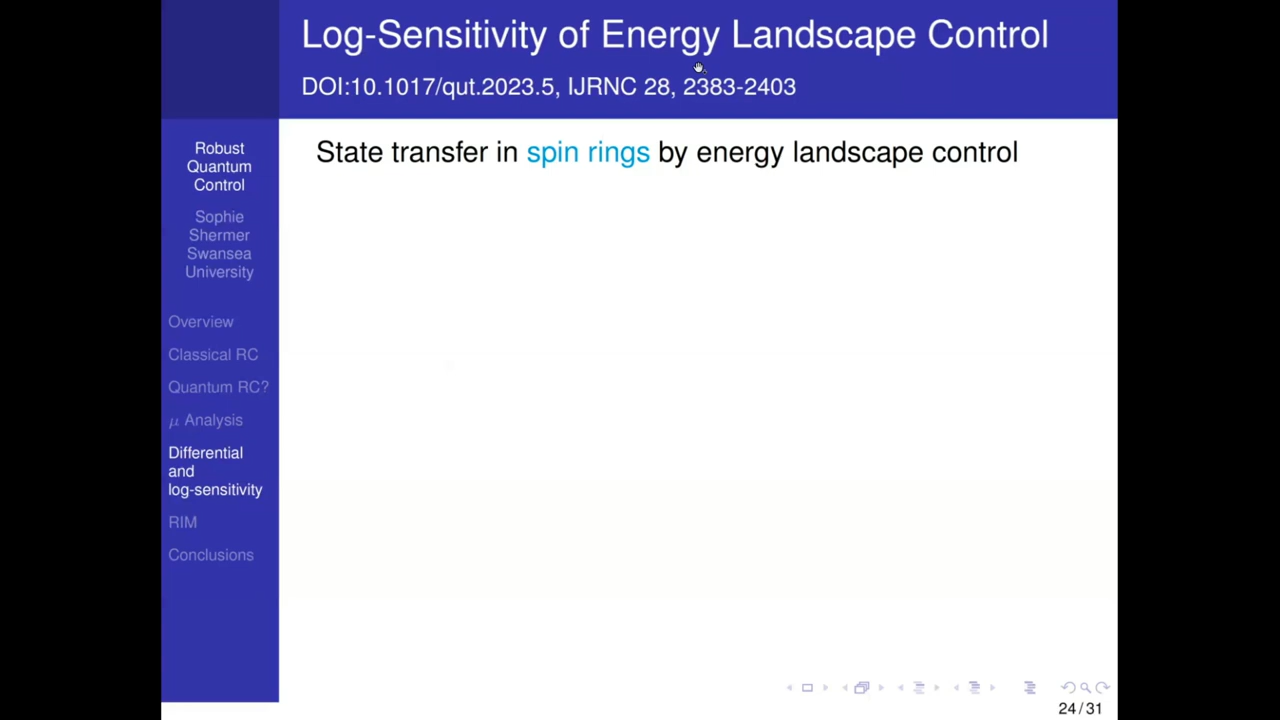 Log-Sensitivity of Energy Landscape Control
DOI:10.1017/qut.2023.5, IJRNC 28, 2383-2403
Robust
Quantum
Control
Sophie
Shermer
Swansea
University
Overview
Classical RC
Quantum RC?
μ Analysis
Differential
and
log-sensitivity
RIM
Conclusions
State transfer in spin rings by energy landscape control
24/31